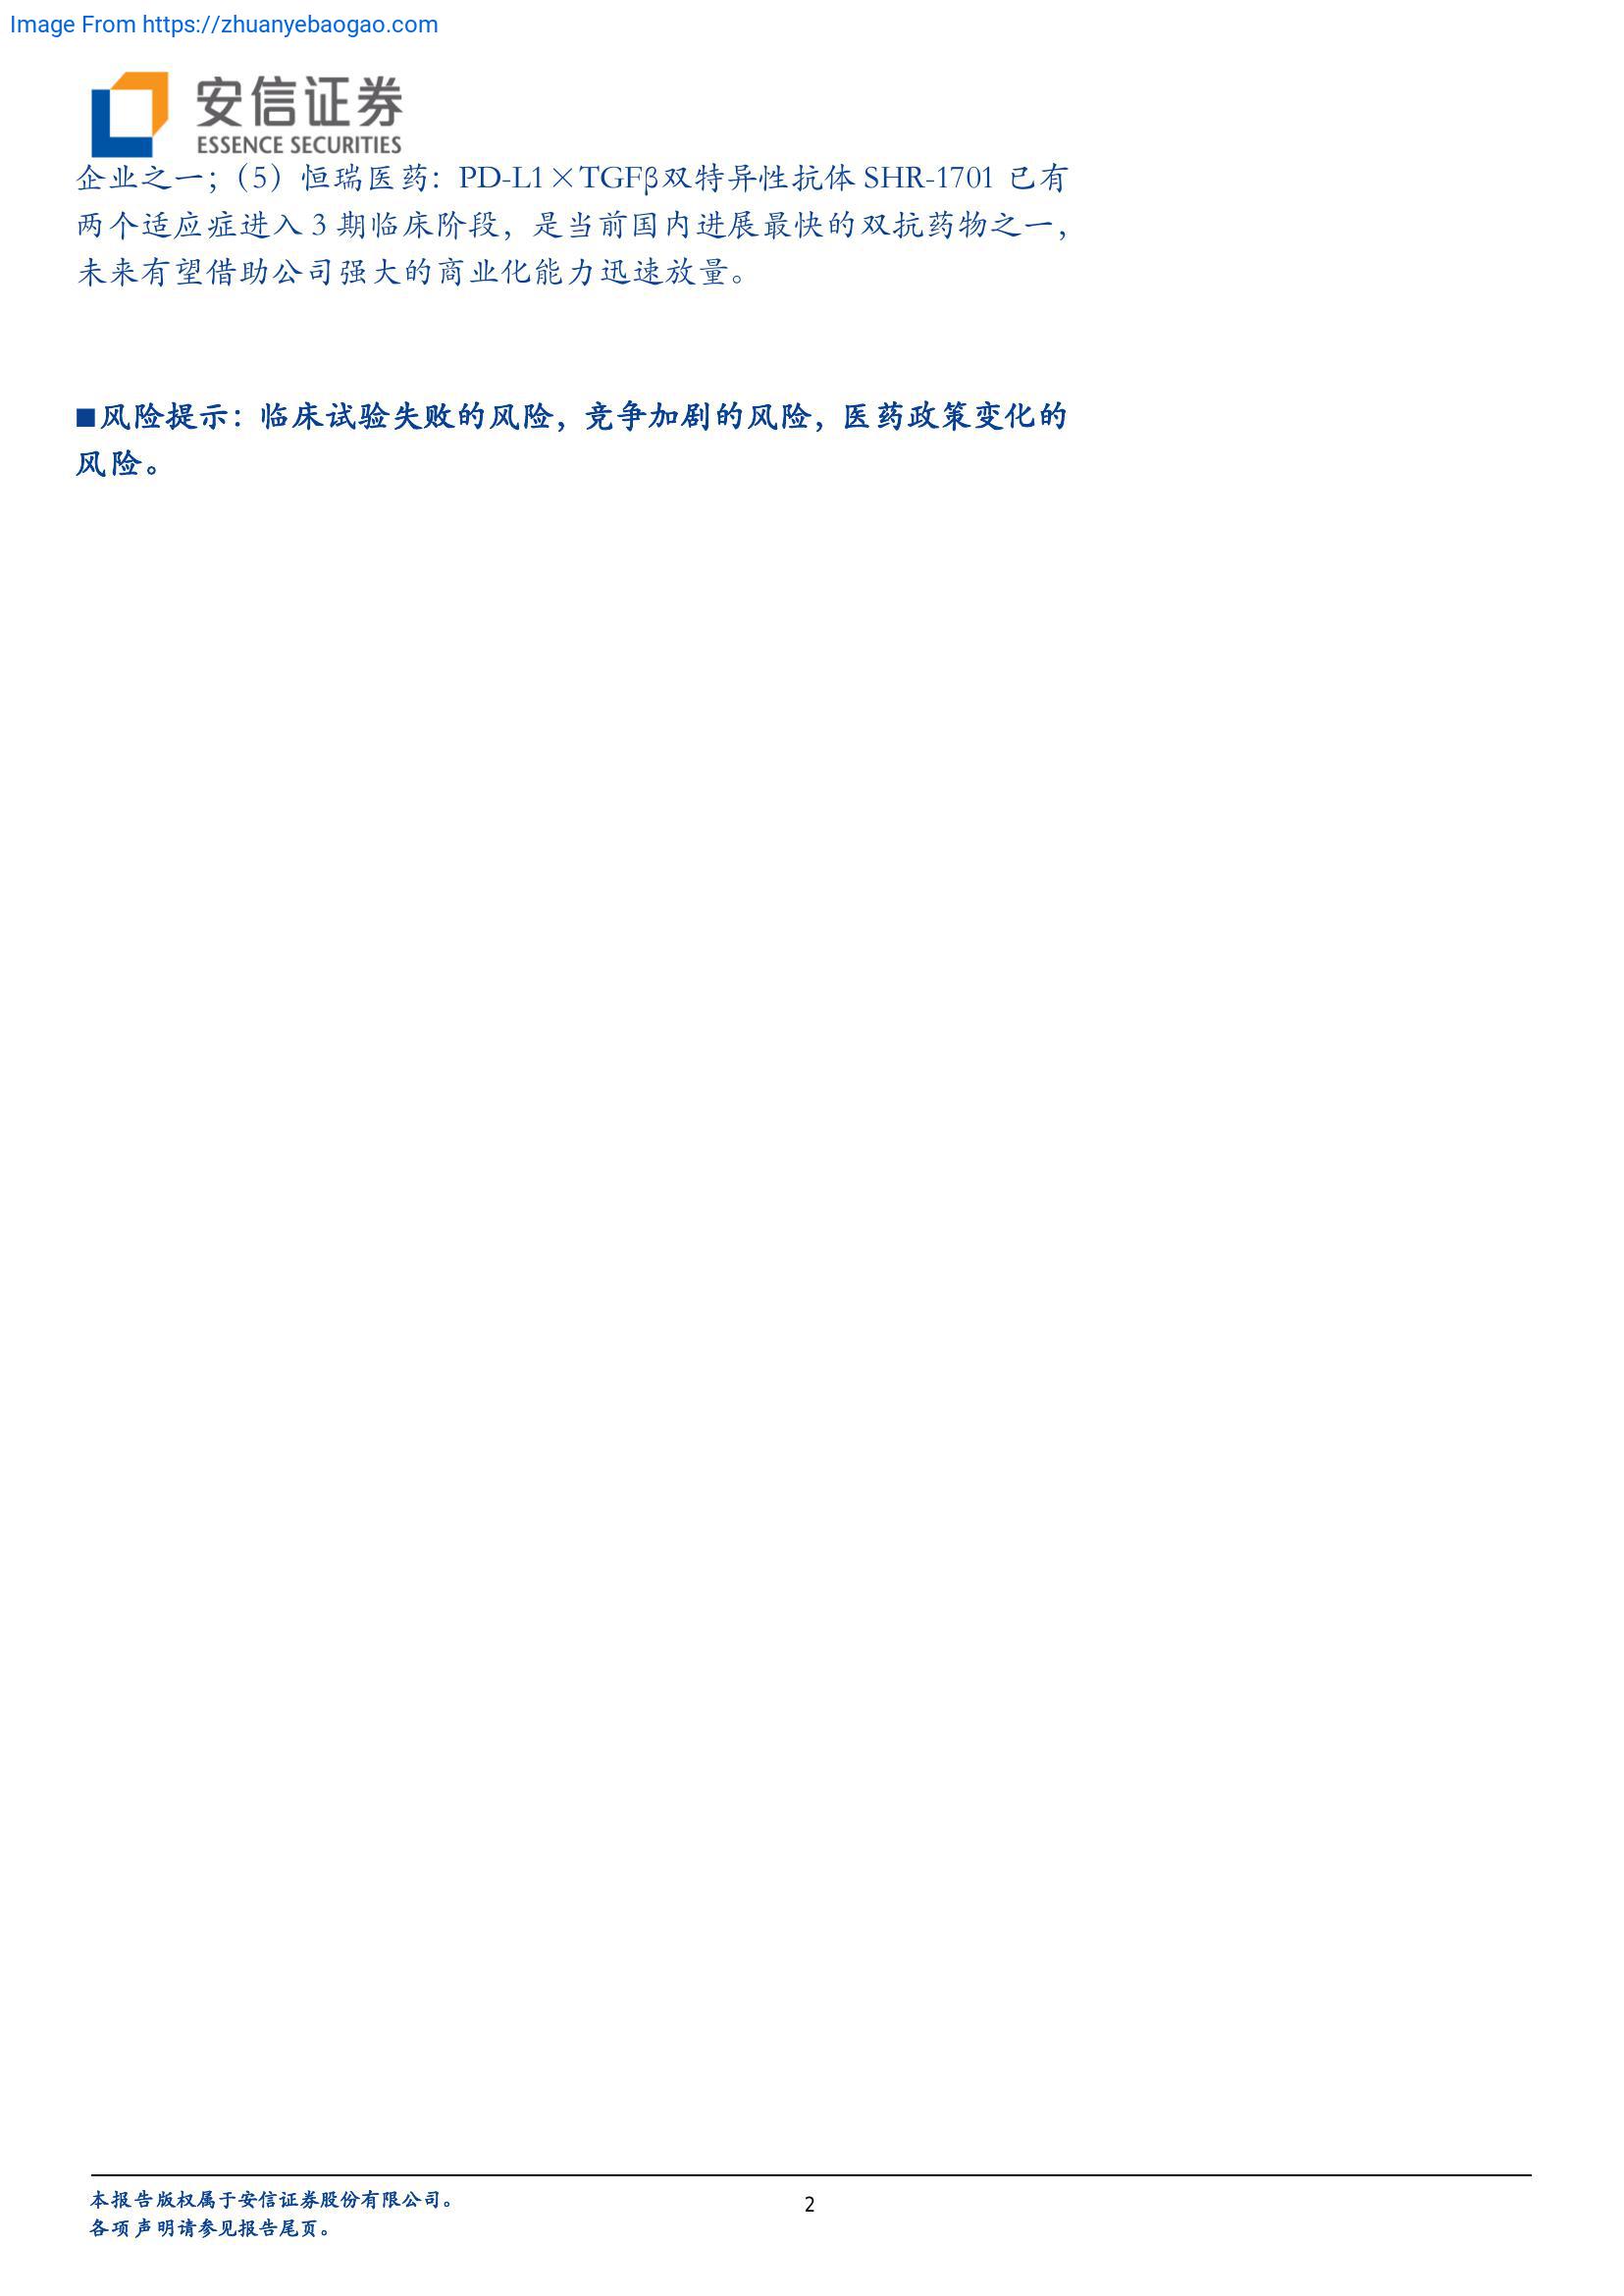 Image From https://zhuanyebaogao.com
安信证券
ESSENCE SECURITIES
企业之一；（5）恒瑞医药：PD-L1×TGFβ双特异性抗体 SHR-1701 已有
两个适应症进入 3 期临床阶段，是当前国内进展最快的双抗药物之一，
未来有望借助公司强大的商业化能力迅速放量。
■风险提示：临床试验失败的风险，竞争加剧的风险，医药政策变化的
风险。
本报告版权属于安信证券股份有限公司。
2
各项声明请参见报告尾页。